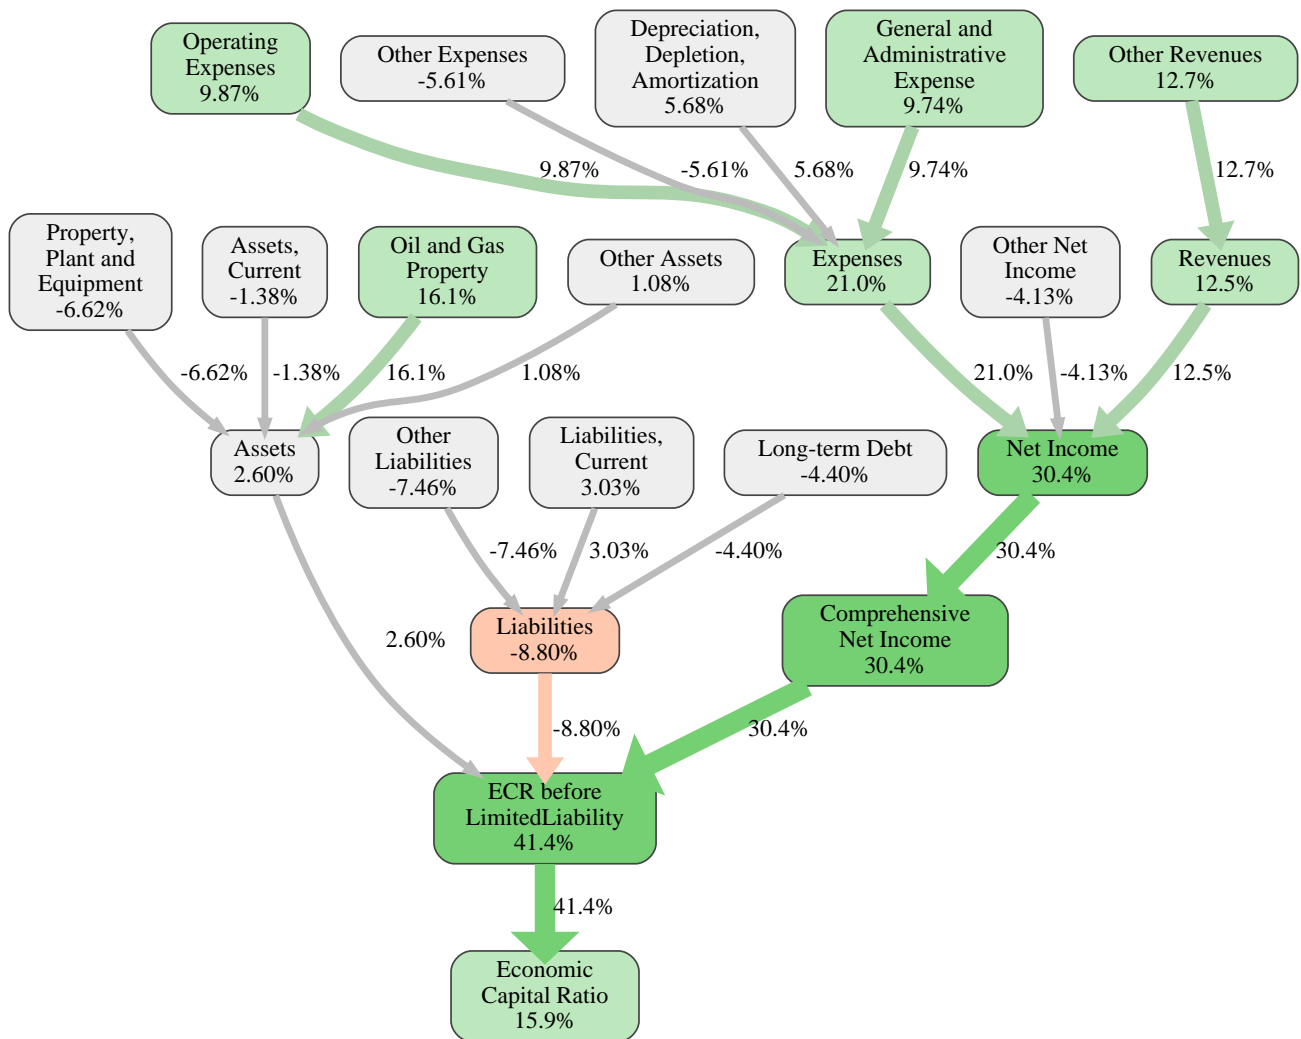 Operating
Expenses
9.87%
Other Expenses
-5.61%
Depreciation,
Depletion,
Amortization
5.68%
General and
Administrative
Expense
9.74%
Other Revenues
12.7%
9.87%
-5.61%
5.68%
9.74%
12.7%
Property,
Plant and
Equipment
-6.62%
Assets,
Current
-1.38%
Oil and Gas
Property
16.1%
Other Assets
1.08%
Expenses
21.0%
Other Net
Income
-4.13%
Revenues
12.5%
-6.62%
-1.38%
16.1%
1.08%
21.0%
-4.13%
12.5%
Assets
2.60%
Other
Liabilities
-7.46%
Liabilities,
Current
3.03%
Long-term Debt
-4.40%
Net Income
30.4%
-7.46%
3.03%
-4.40%
30.4%
2.60%
Liabilities
-8.80%
Comprehensive
Net Income
30.4%
-8.80%
30.4%
ECR before
LimitedLiability
41.4%
41.4%
Economic
Capital Ratio
15.9%